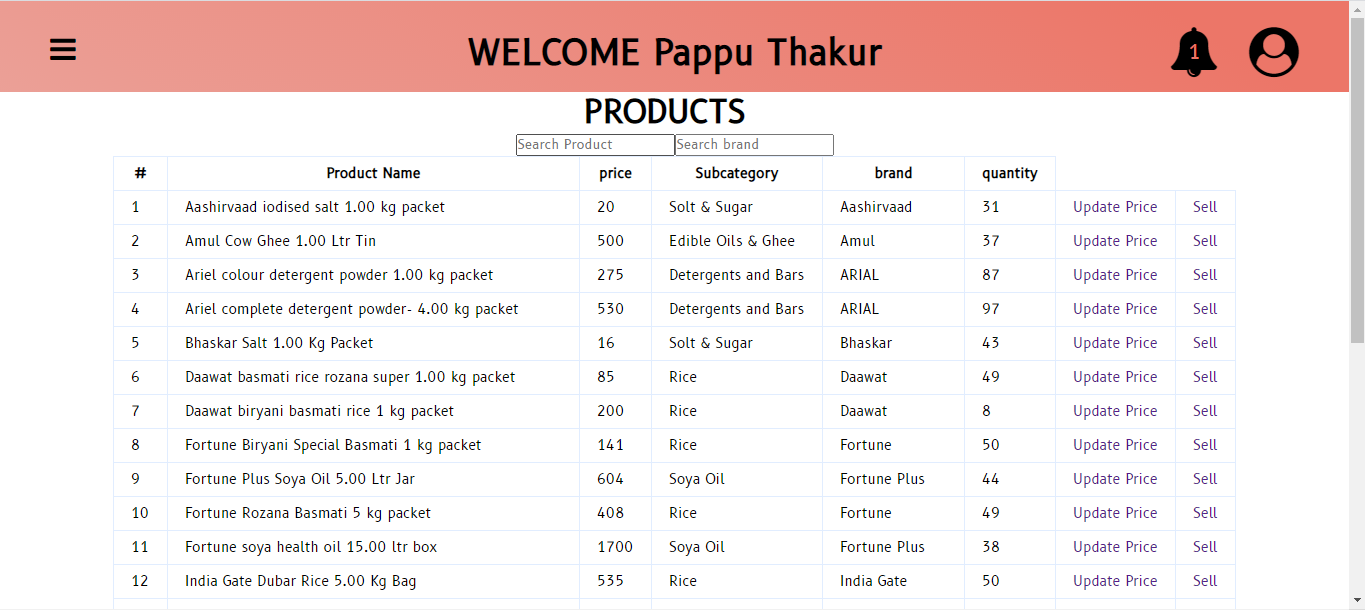 WELCOME Pappu Thakur
1
PRODUCTS
Search Product Search brand
# Product Name price Subcategory brand quantity
1 Aashirvaad iodised salt 1.00 kg packet 20 Solt & Sugar Aashirvaad 31 Update Price Sell
2 Amul Cow Ghee 1.00 Ltr Tin 500 Edible Oils & Ghee Amul 37 Update Price Sell
3 Ariel colour detergent powder 1.00 kg packet 275 Detergents and Bars ARIAL 87 Update Price Sell
4 Ariel complete detergent powder- 4.00 kg packet 530 Detergents and Bars ARIAL 97 Update Price Sell
5 Bhaskar Salt 1.00 Kg Packet 16 Solt & Sugar Bhaskar 43 Update Price Sell
6 Daawat basmati rice rozana super 1.00 kg packet 85 Rice Daawat 49 Update Price Sell
7 Daawat biryani basmati rice 1 kg packet 200 Rice Daawat 8 Update Price Sell
8 Fortune Biryani Special Basmati 1 kg packet 141 Rice Fortune 50 Update Price Sell
9 Fortune Plus Soya Oil 5.00 Ltr Jar 604 Soya Oil Fortune Plus 44 Update Price Sell
10 Fortune Rozana Basmati 5 kg packet 408 Rice Fortune 49 Update Price Sell
11 Fortune soya health oil 15.00 ltr box 1700 Soya Oil Fortune Plus 38 Update Price Sell
12 India Gate Dubar Rice 5.00 Kg Bag 535 Rice India Gate 50 Update Price Sell